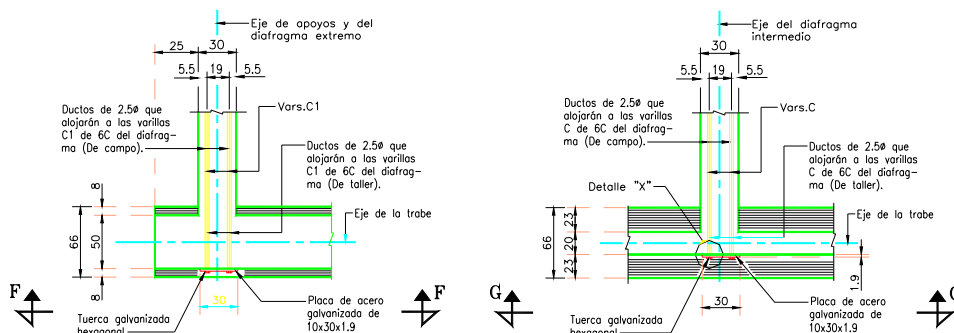 Eje de apoyos y del
diafragma extremo
25
30
5.5
19
5.5
Ductos de 2.5ø que
alojarán a las varillas
C1 de 6C del diafrag-
ma (De campo).
Vars.C1
Ductos de 2.5ø que
alojarán a las varillas
C1 de 6C del diafrag-
ma (De taller).
Eje de la trabe
8
66
50
8
F
F
30
Tuerca galvanizada
hexagonal
Placa de acero
galvanizada de
10x30x1.9
Eje del diafragma
intermedio
30
5.5
19
5.5
Ductos de 2.5ø que
alojarán a las varillas
C de 6C del diafrag-
ma (De campo).
Vars.C
Ductos de 2.5ø que
alojarán a las varillas
C de 6C del diafrag-
ma (De taller).
Detalle "X"
Eje de la trabe
23
66
20
23
1.9
G
30
Tuerca galvanizada
hexagonal
Placa de acero
galvanizada de
10x30x1.9